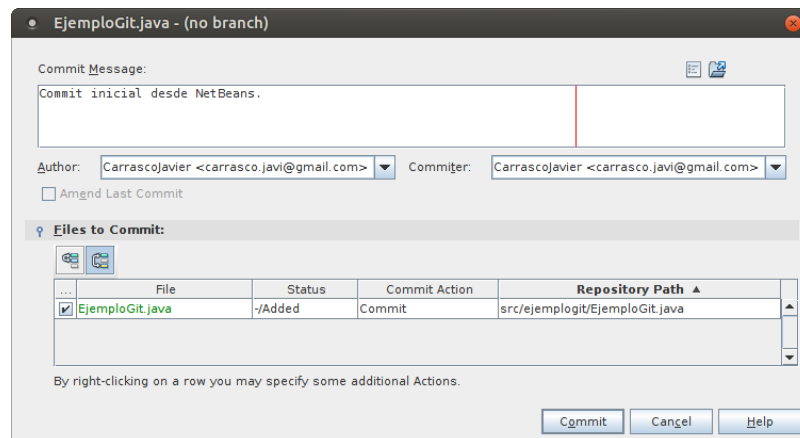 EjemploGit.java - (no branch)
Commit Message:
Commit inicial desde NetBeans.
Author: CarrascoJavier <carrasco.javi@gmail.com> Commiter: CarrascoJavier <carrasco.javi@gmail.com>
Amend Last Commit
Files to Commit:
... File Status Commit Action Repository Path ▲
EjemploGit.java -/Added Commit src/ejemplogit/EjemploGit.java
By right-clicking on a row you may specify some additional Actions.
Commit Cancel Help